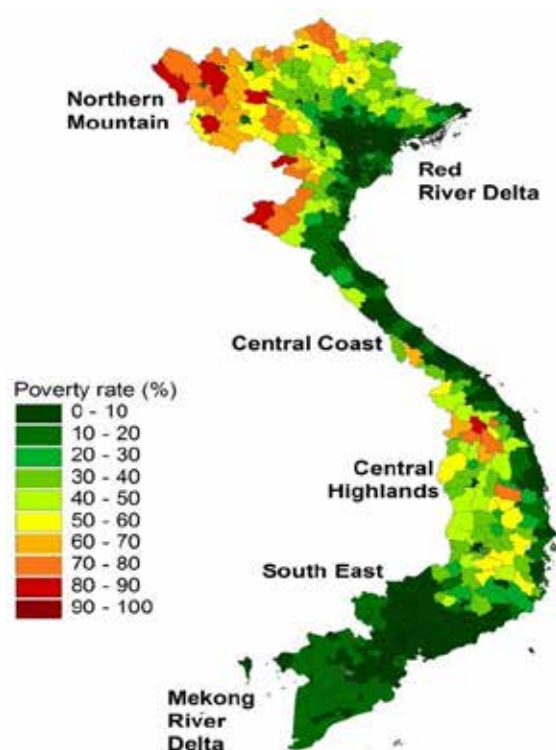 Northern
Mountain
Red
River Delta
Central Coast
Poverty rate (%)
0 - 10
10 - 20
20 - 30
30 - 40
40 - 50
50 - 60
60 - 70
70 - 80
80 - 90
90 - 100
Central
Highlands
South East
Mekong
River
Delta